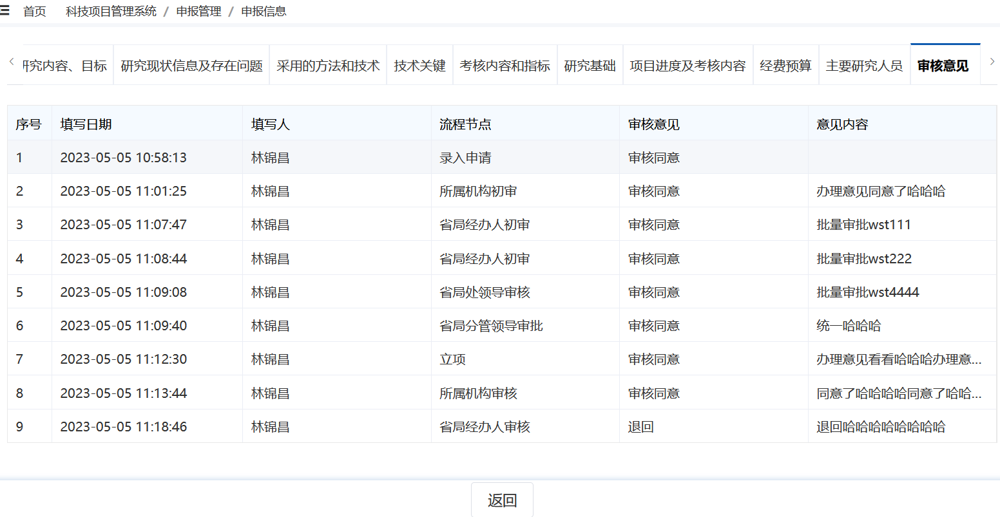 首页 科技项目管理系统 / 申报管理 / 申报信息
研究内容、目标 研究现状信息及存在问题 采用的方法和技术 技术关键 考核内容和指标 研究基础 项目进度及考核内容 经费预算 主要研究人员 审核意见
序号 填写日期 填写人 流程节点 审核意见 意见内容
1 2023-05-05 10:58:13 林锦昌 录入申请 审核同意
2 2023-05-05 11:01:25 林锦昌 所属机构初审 审核同意 办理意见同意了哈哈哈
3 2023-05-05 11:07:47 林锦昌 省局经办人初审 审核同意 批量审批wst111
4 2023-05-05 11:08:44 林锦昌 省局经办人初审 审核同意 批量审批wst222
5 2023-05-05 11:09:08 林锦昌 省局处领导审核 审核同意 批量审批wst4444
6 2023-05-05 11:09:40 林锦昌 省局分管领导审批 审核同意 统一哈哈哈
7 2023-05-05 11:12:30 林锦昌 立项 审核同意 办理意见看看哈哈哈办理意...
8 2023-05-05 11:13:44 林锦昌 所属机构审核 审核同意 同意了哈哈哈哈同意了哈哈...
9 2023-05-05 11:18:46 林锦昌 省局经办人审核 退回 退回哈哈哈哈哈哈哈哈
返回